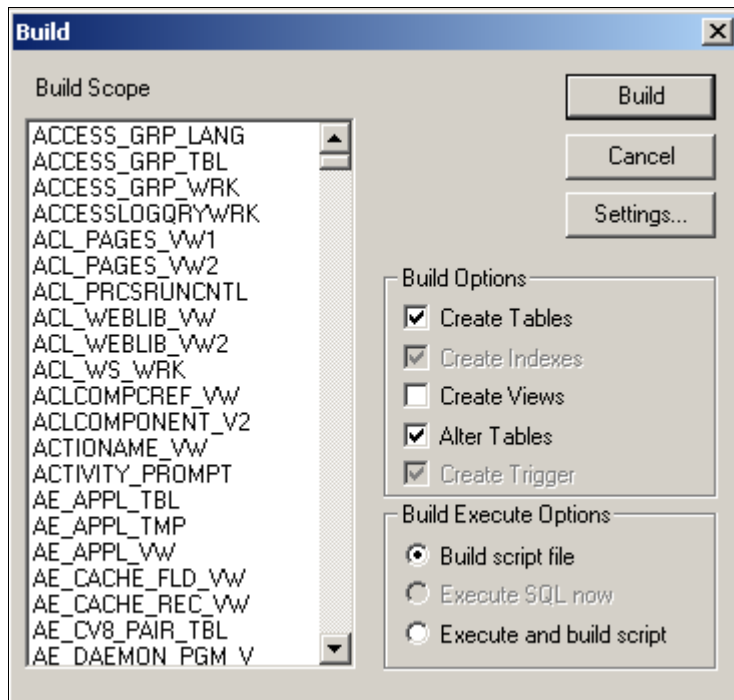 Build
Build Scope
ACCESS_GRP_LANG
ACCESS_GRP_TBL
ACCESS_GRP_WRK
ACCESSLOGQRYWRK
ACL_PAGES_VW1
ACL_PAGES_VW2
ACL_PRCSRUNCNTL
ACL_WEBLIB_VW
ACL_WEBLIB_VW2
ACL_WS_WRK
ACLCOMPCREF_VW
ACLCOMPONENT_V2
ACTIONAME_VW
ACTIVITY_PROMPT
AE_APPL_TBL
AE_APPL_TMP
AE_APPL_VW
AE_CACHE_FLD_VW
AE_CACHE_REC_VW
AE_CV8_PAIR_TBL
AE_DAEMON_PGM_V
Build
Cancel
Settings...
Build Options
Create Tables
Create Indexes
Create Views
Alter Tables
Create Trigger
Build Execute Options
Build script file
Execute SQL now
Execute and build script